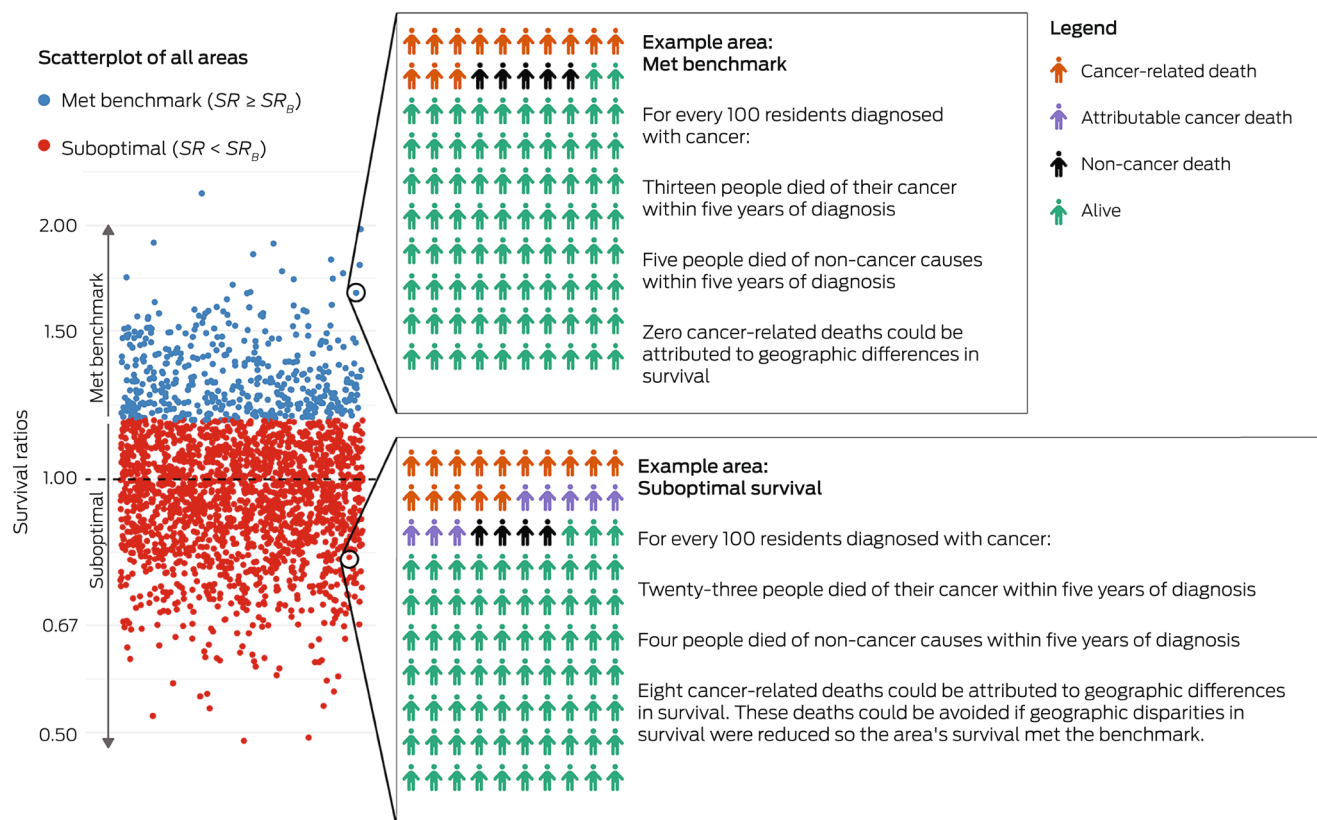 Scatterplot of all areas
Met benchmark (SR ≥ SR_B)
Suboptimal (SR < SR_B)
2.00
1.50
1.00
0.67
0.50
Survival ratios
Met benchmark
Suboptimal
Example area:
Met benchmark
For every 100 residents diagnosed
with cancer:
Thirteen people died of their cancer
within five years of diagnosis
Five people died of non-cancer causes
within five years of diagnosis
Zero cancer-related deaths could be
attributed to geographic differences in
survival
Legend
Cancer-related death
Attributable cancer death
Non-cancer death
Alive
Example area:
Suboptimal survival
For every 100 residents diagnosed with cancer:
Twenty-three people died of their cancer within five years of diagnosis
Four people died of non-cancer causes within five years of diagnosis
Eight cancer-related deaths could be attributed to geographic differences
in survival. These deaths could be avoided if geographic disparities in
survival were reduced so the area's survival met the benchmark.